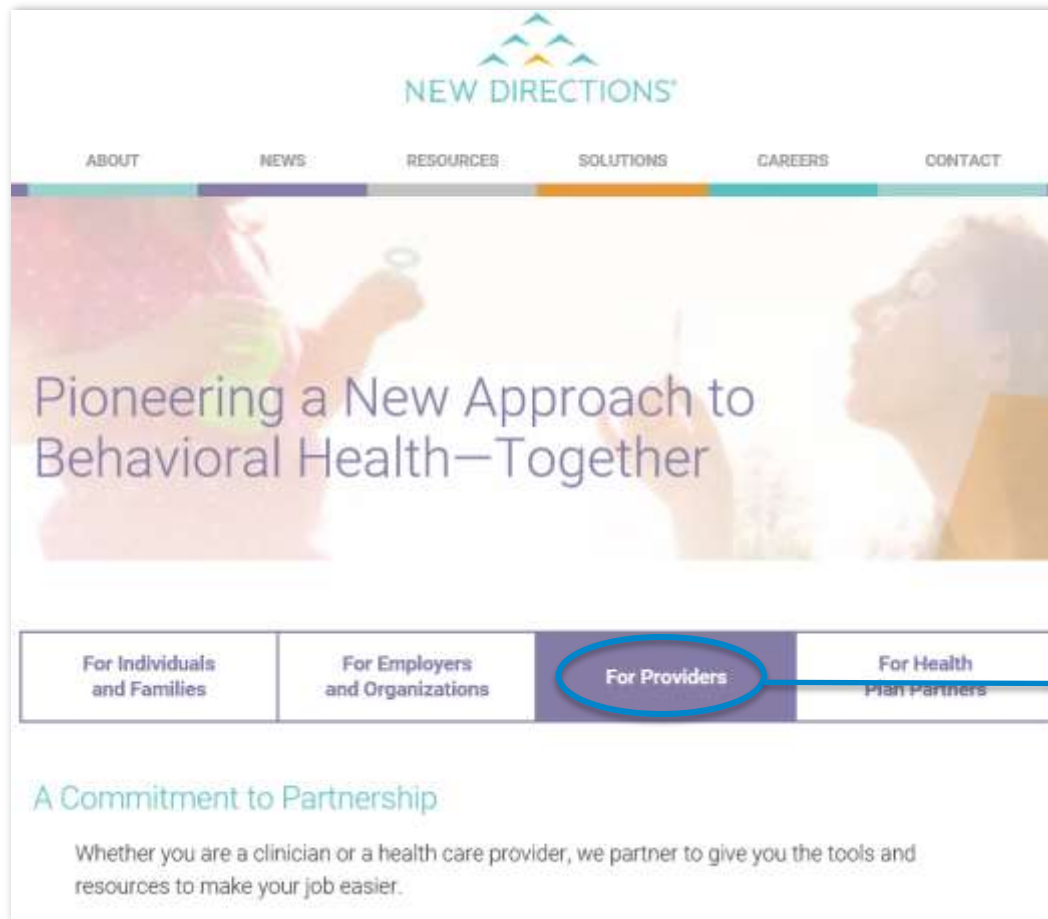 NEW DIRECTIONS®
ABOUT NEWS RESOURCES SOLUTIONS CAREERS CONTACT
Pioneering a New Approach to
Behavioral Health—Together
For Individuals
and Families
For Employers
and Organizations
For Providers
For Health
Plan Partners
A Commitment to Partnership
Whether you are a clinician or a health care provider, we partner to give you the tools and
resources to make your job easier.